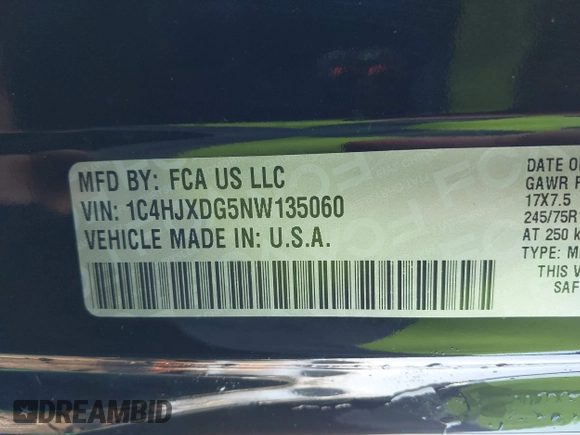 MFD BY: FCA US LLC
VIN: 1C4HJXDG5NW135060
VEHICLE MADE IN: U.S.A.
DATE O
GAWR F
17X7.5
245/75R
AT 250 k
TYPE: M
THIS V
SAF
DREAMBID